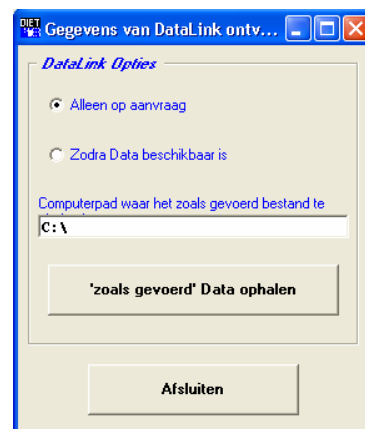 DIET
Gegevens van DataLink ontv...
DataLink Opties
Alleen op aanvraag
Zodra Data beschikbaar is
Computerpad waar het zoals gevoerd bestand te
C:\
'zoals gevoerd' Data ophalen
Afsluiten